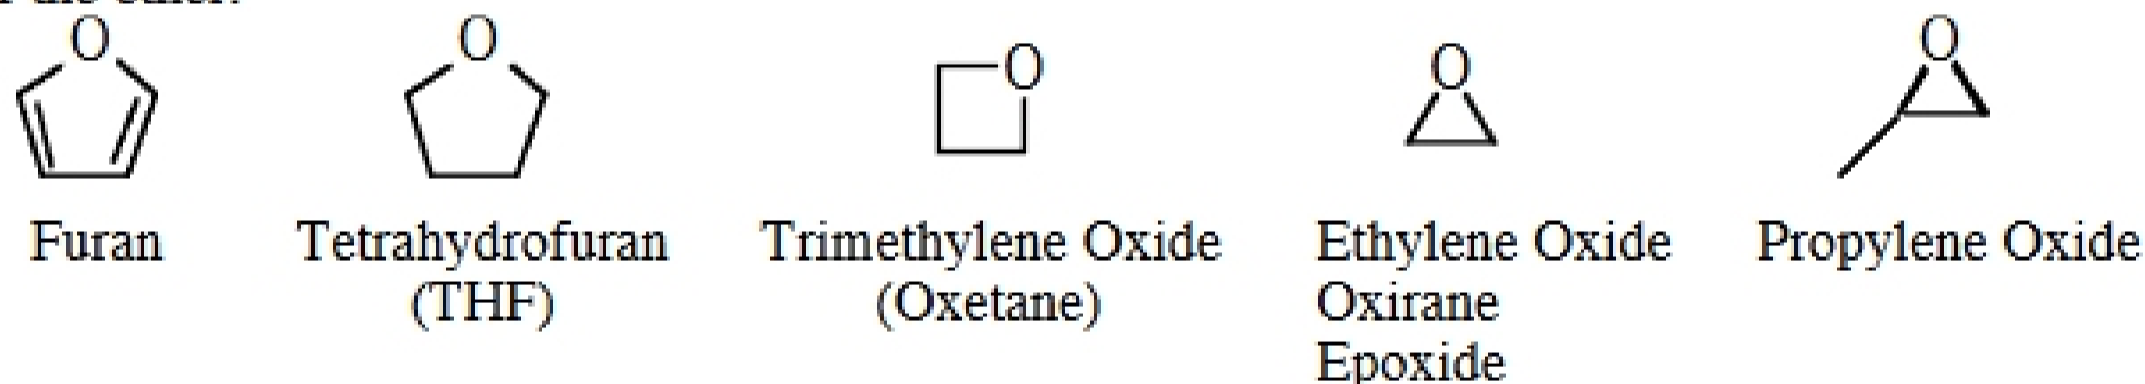 O O O O O
Furan Tetrahydrofuran Trimethylene Oxide Ethylene Oxide Propylene Oxide
(THF) (Oxetane) Oxirane
Epoxide